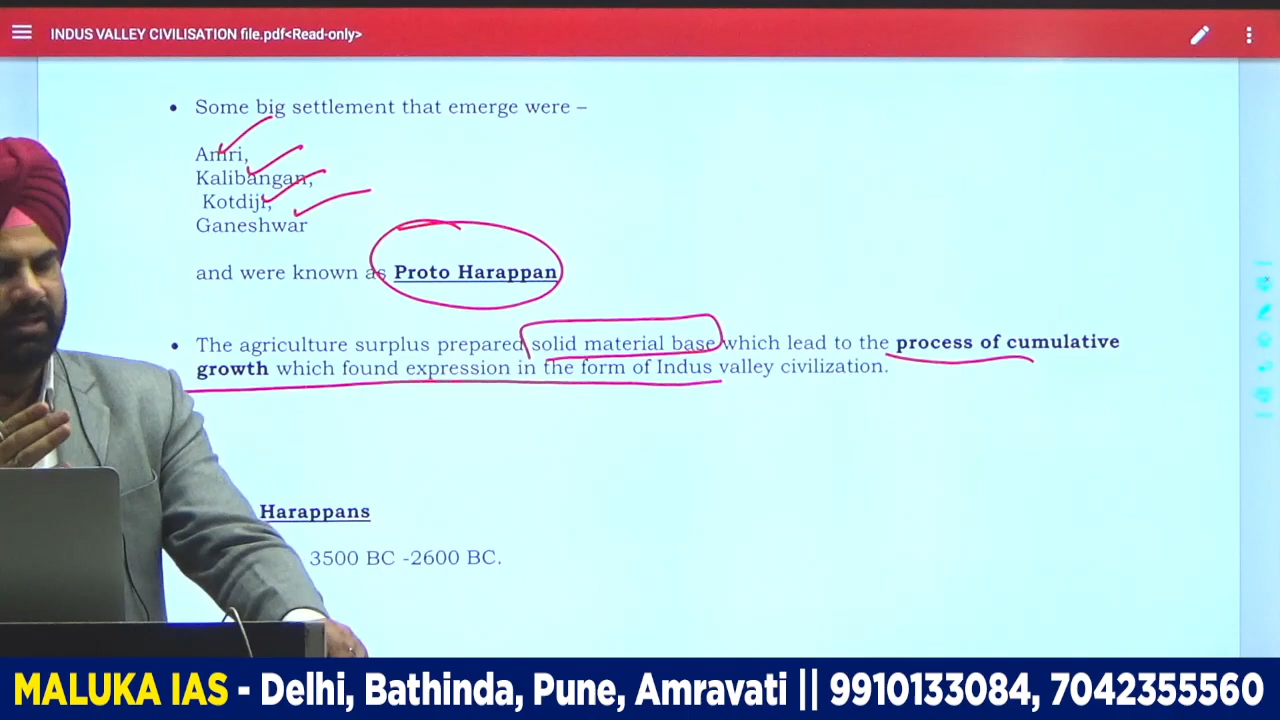 INDUS VALLEY CIVILISATION file.pdf<Read-only>
• Some big settlement that emerge were –
Amri,
Kalibangan,
Kotdiji,
Ganeshwar
and were known as Proto Harappan
• The agriculture surplus prepared solid material base which lead to the process of cumulative
growth which found expression in the form of Indus valley civilization.
Harappans
3500 BC -2600 BC.
MALUKA IAS - Delhi, Bathinda, Pune, Amravati || 9910133084, 7042355560